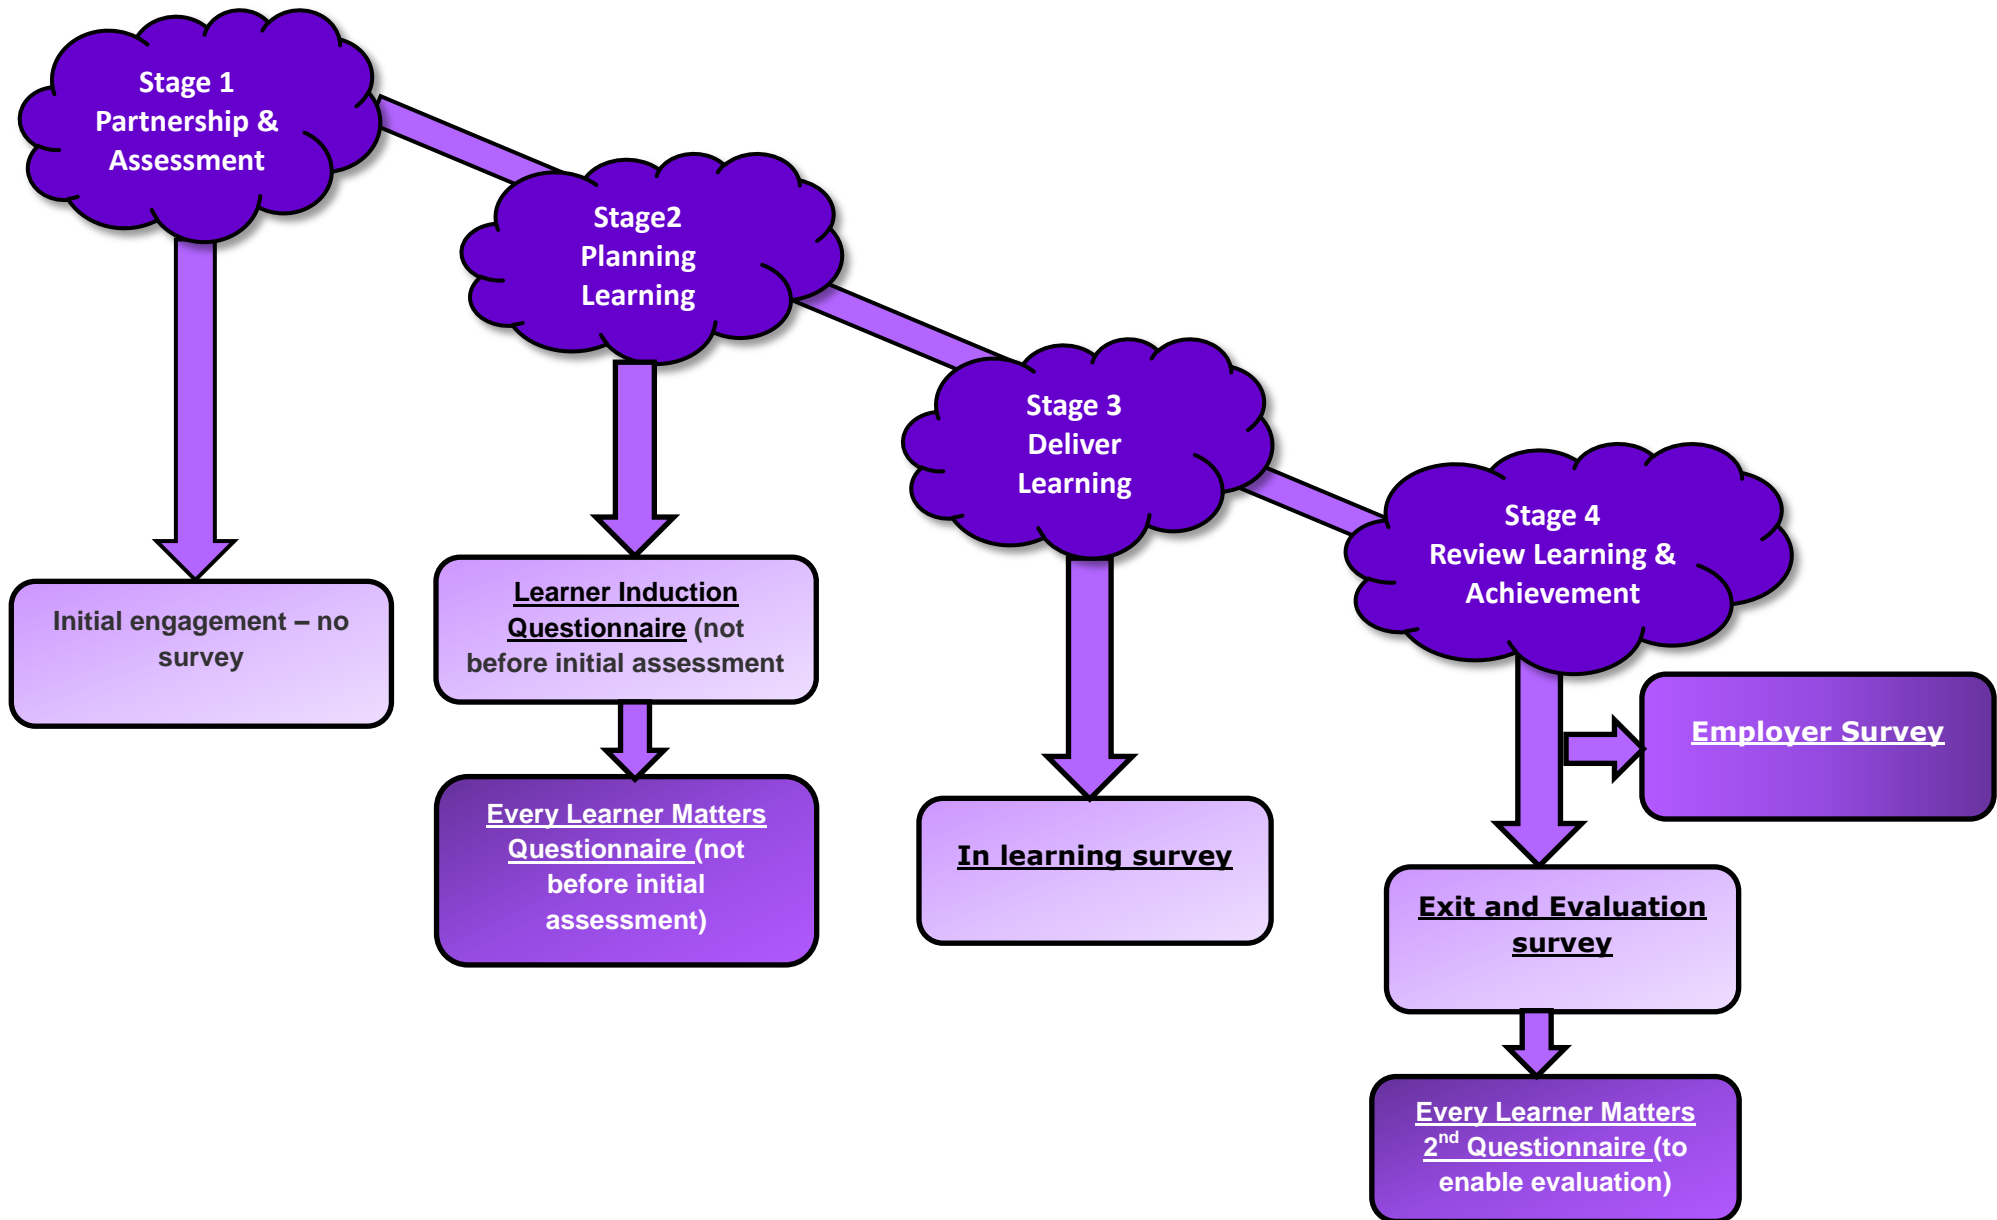 Stage 1
Partnership &
Assessment
Stage2
Planning
Learning
Stage 3
Deliver
Learning
Stage 4
Review Learning &
Achievement
Initial engagement – no
survey
Learner Induction
Questionnaire (not
before initial assessment
Every Learner Matters
Questionnaire (not
before initial
assessment)
In learning survey
Employer Survey
Exit and Evaluation
survey
Every Learner Matters
2nd Questionnaire (to
enable evaluation)